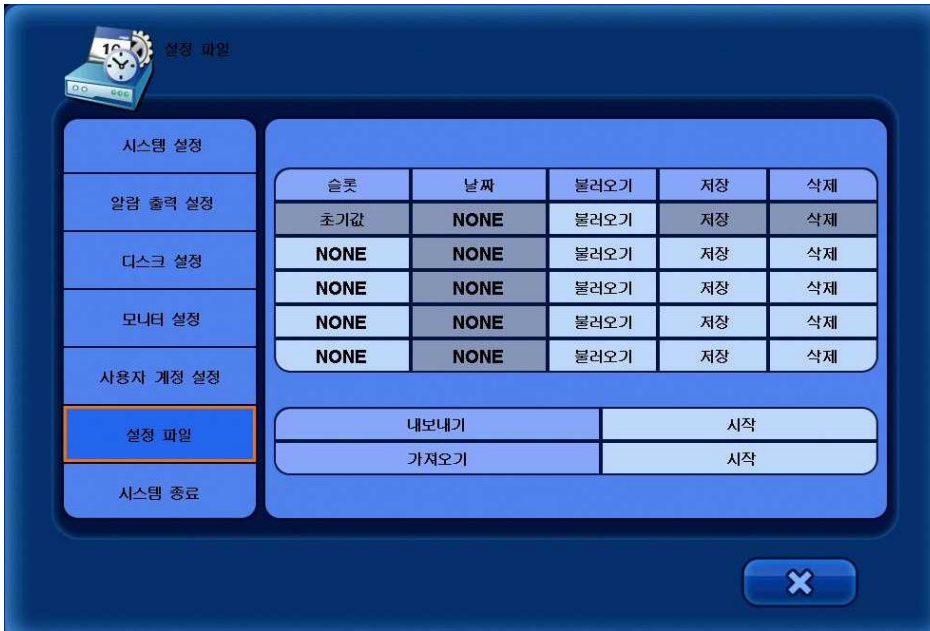 설정 파일
시스템 설정
알람 출력 설정
디스크 설정
모니터 설정
사용자 계정 설정
설정 파일
시스템 종료
슬롯 날짜 불러오기 저장 삭제
초기값 NONE 불러오기 저장 삭제
NONE NONE 불러오기 저장 삭제
NONE NONE 불러오기 저장 삭제
NONE NONE 불러오기 저장 삭제
NONE NONE 불러오기 저장 삭제
내보내기 시작
가져오기 시작